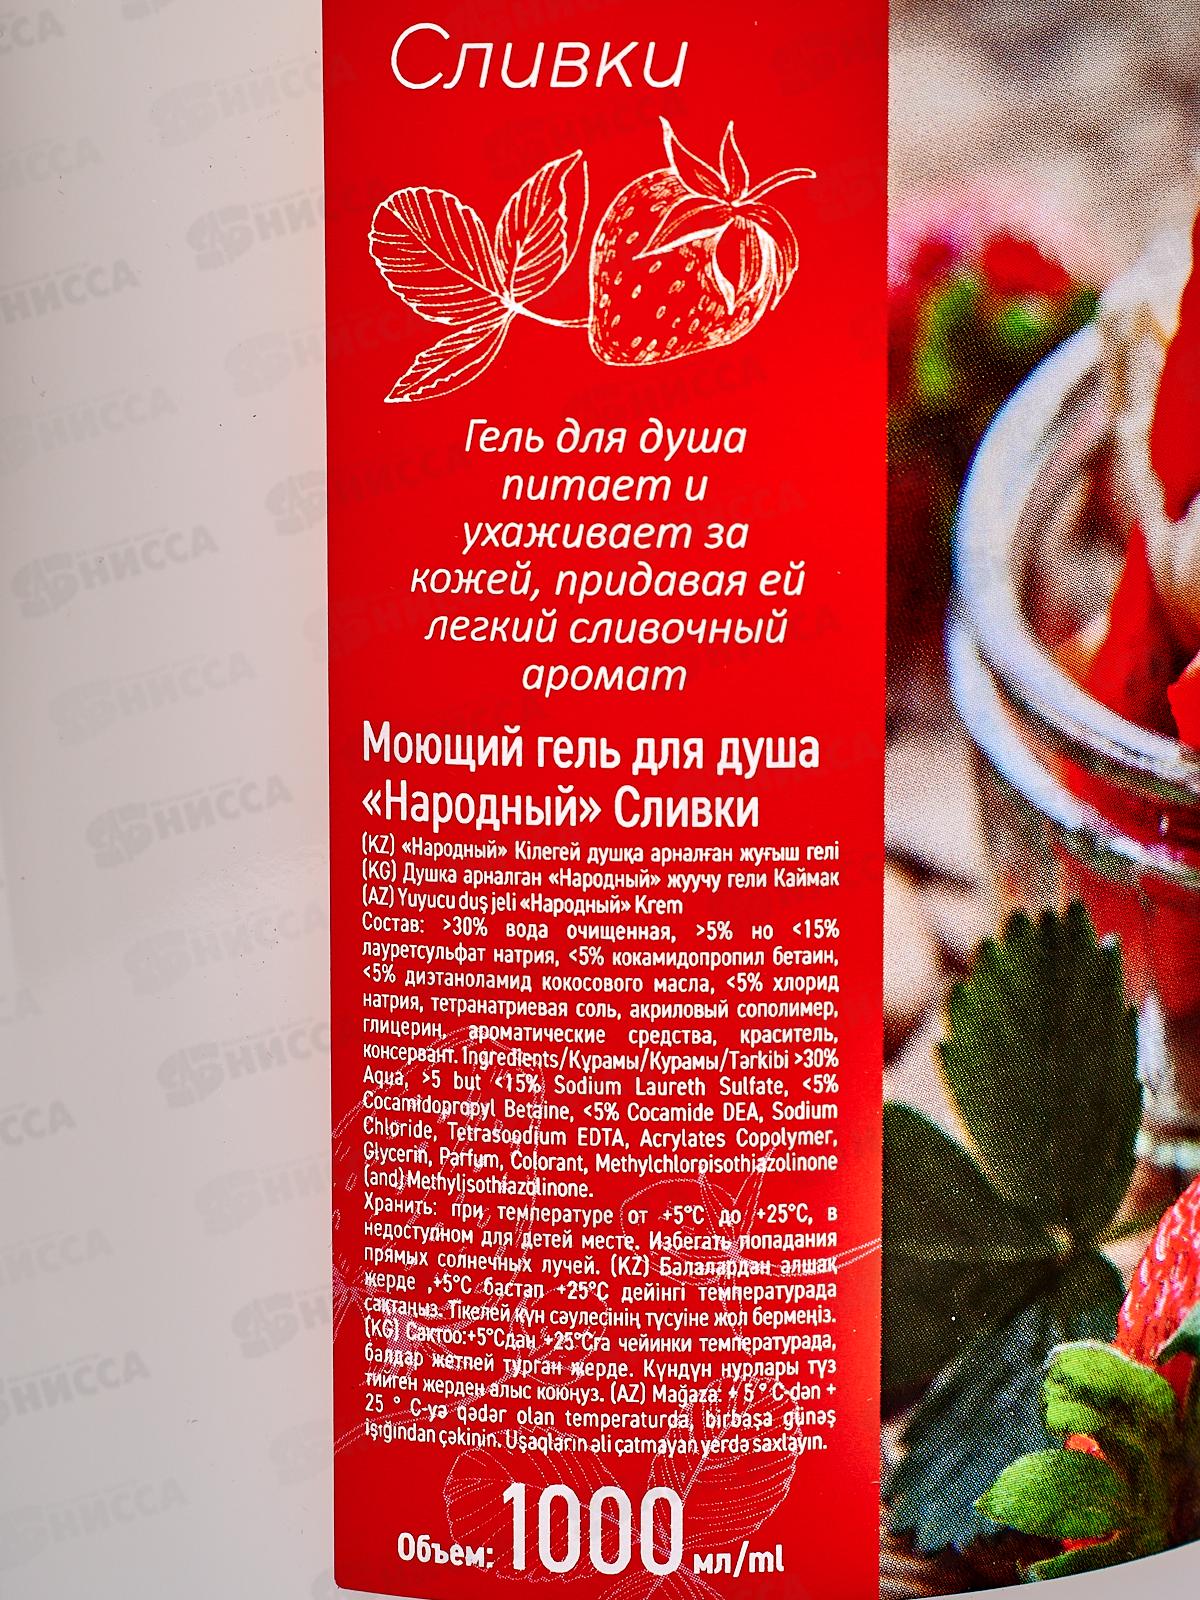 Сливки
Гель для душа
питает и
ухаживает за
кожей, придавая ей
легкий сливочный
аромат
Моющий гель для душа
«Народный» Сливки
(KZ) «Народный» Кілегей душқа арналған жуғыш гелі
(KG) Душка арналган «Народный» жуучу гели Каймак
(AZ) Yuyucu duş jeli «Народный» Krem
Состав: >30% вода очищенная, >5% но <15%
лауретсульфат натрия, <5% кокамидопропил бетаин,
<5% диэтаноламид кокосового масла, <5% хлорид
натрия, тетранатриевая соль, акриловый сополимер,
глицерин, ароматические средства, краситель,
консервант. Ingredients/Құрамы/Курамы/Tərkibi >30%
Aqua, >5 but <15% Sodium Laureth Sulfate, <5%
Cocamidopropyl Betaine, <5% Cocamide DEA, Sodium
Chloride, Tetrasoodium EDTA, Acrylates Copolymer,
Glycerin, Parfum, Colorant, Methylchloroisothiazolinone
(and) Methylisothiazolinone.
Хранить: при температуре от +5°C до +25°C, в
недоступном для детей месте. Избегать попадания
прямых солнечных лучей. (KZ) Балалардан алшақ
жерде ,+5°C бастап +25°C дейінгі температурада
сақтаңыз. Тікелей күн сәулесінің түсуіне жол бермеңіз.
(KG) Сактоо:+5°Cдан +25°Cга чейинки температурада,
балдар жетпей турган жерде. Күндүн нурлары түз
тийген жерден алыс коюңуз. (AZ) Mağaza: + 5 ° C-dən +
25 ° C-yə qədər olan temperaturda, birbaşa günəş
işığından çəkinin. Uşaqların əli çatmayan yerdə saxlayın.
Объем: 1000 мл/ml
НИССА